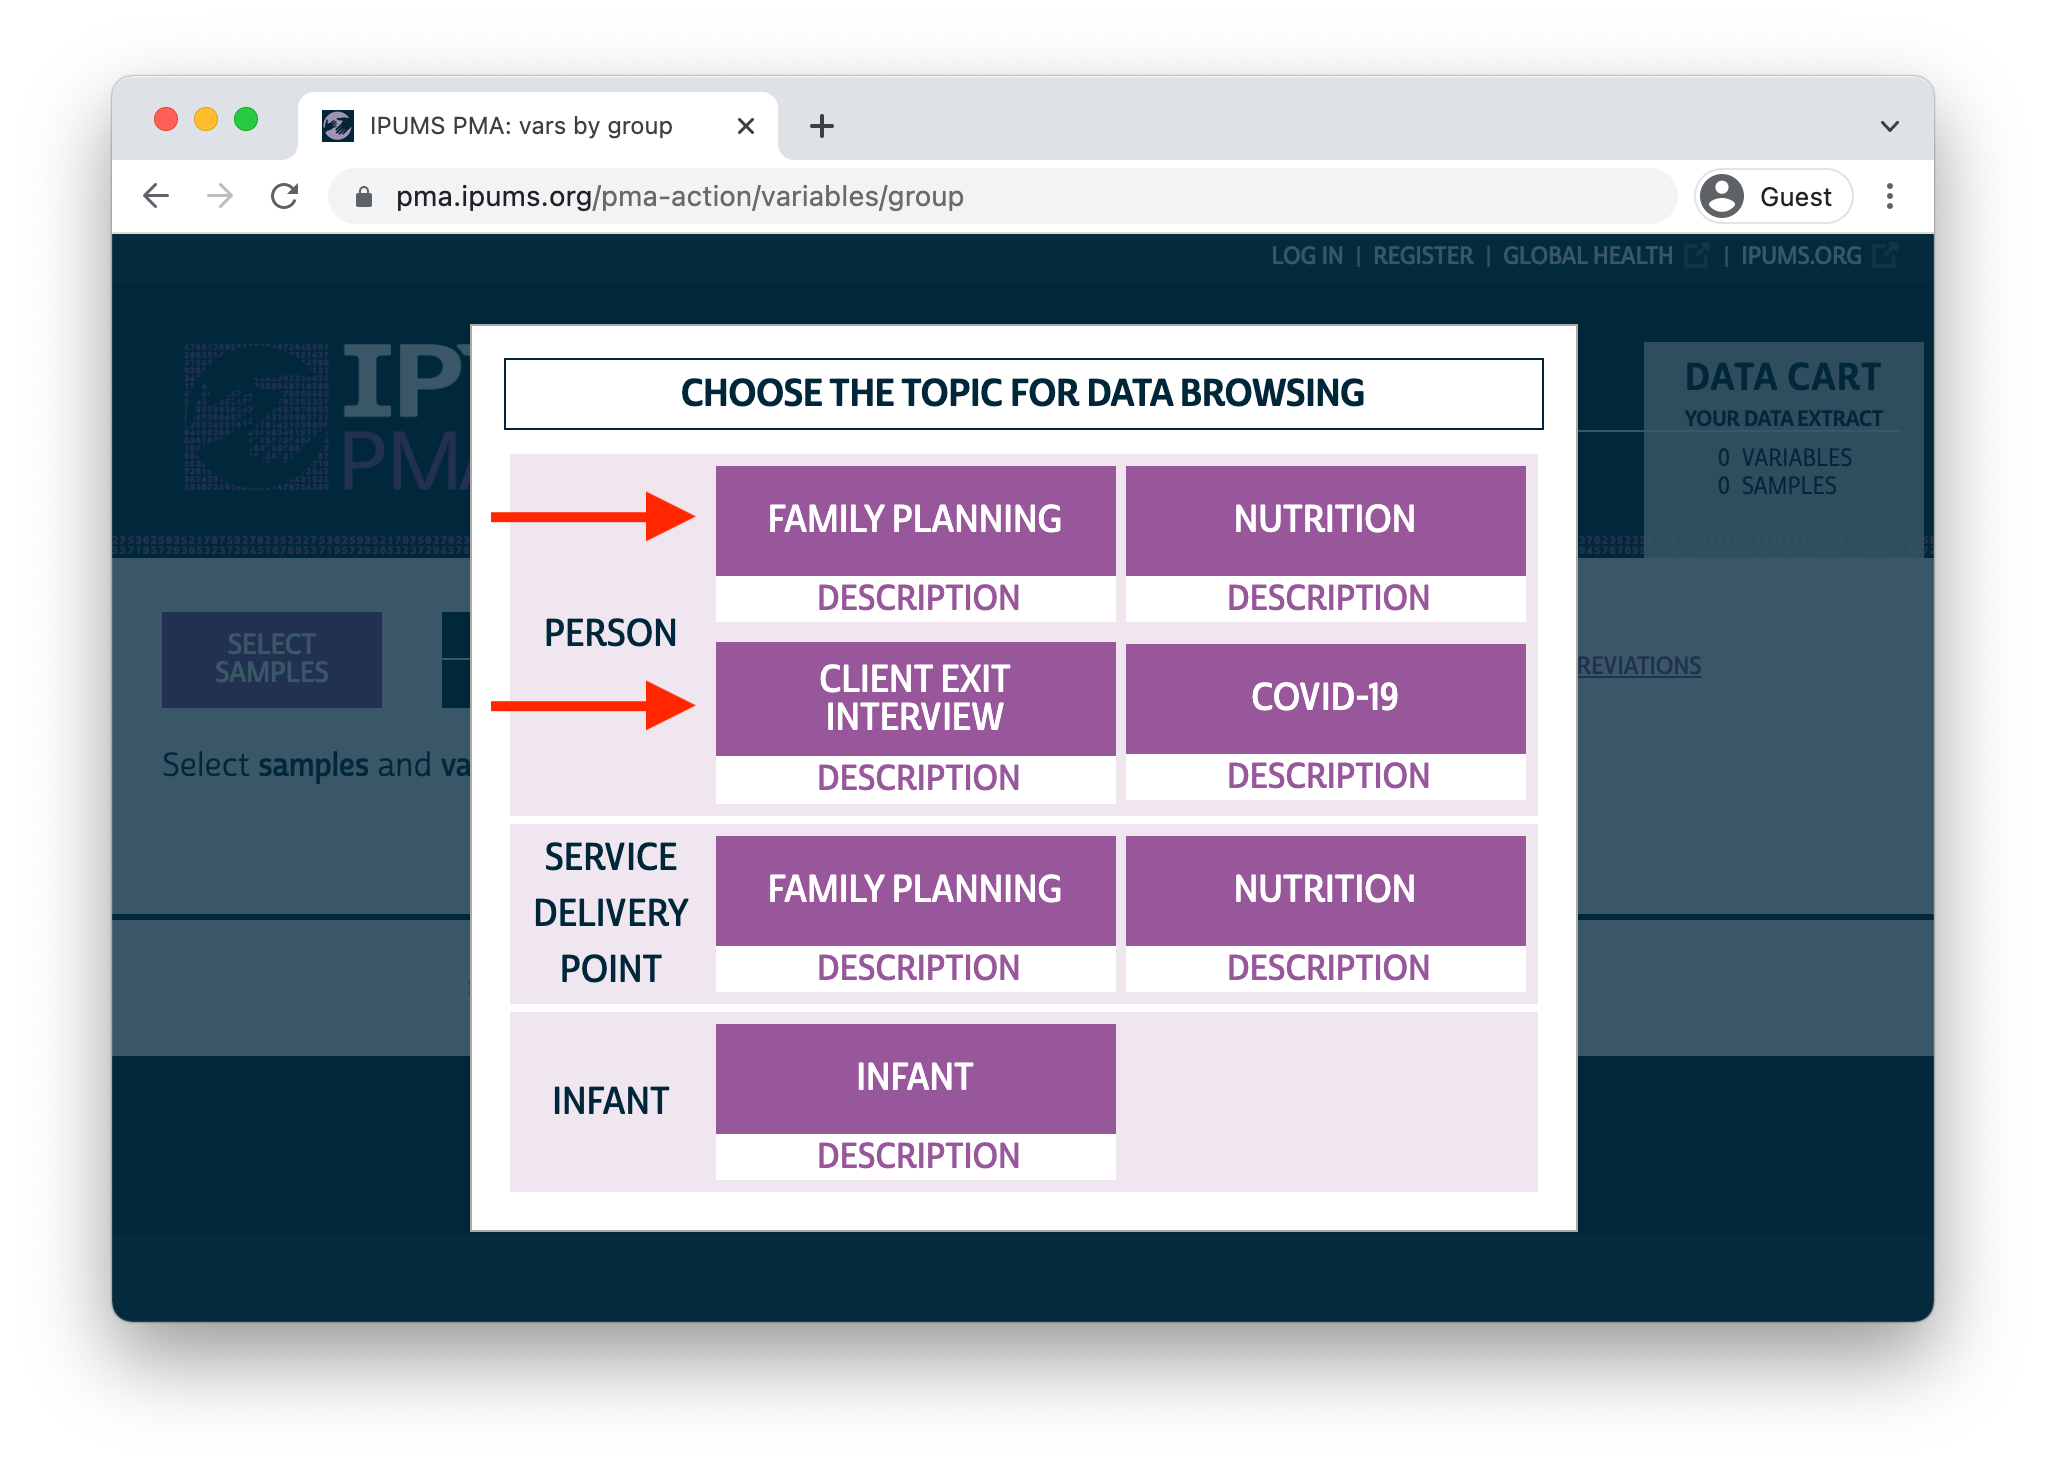 IPUMS PMA: vars by group
pma.ipums.org/pma-action/variables/group
Guest
LOG IN | REGISTER | GLOBAL HEALTH | IPUMS.ORG
PMA
DATA CART
YOUR DATA EXTRACT
0 VARIABLES
0 SAMPLES
CHOOSE THE TOPIC FOR DATA BROWSING
PERSON
FAMILY PLANNING
DESCRIPTION
NUTRITION
DESCRIPTION
CLIENT EXIT
INTERVIEW
DESCRIPTION
COVID-19
DESCRIPTION
SERVICE
DELIVERY
POINT
FAMILY PLANNING
DESCRIPTION
NUTRITION
DESCRIPTION
INFANT
INFANT
DESCRIPTION
SELECT
SAMPLES
REVIATIONS
Select samples and va